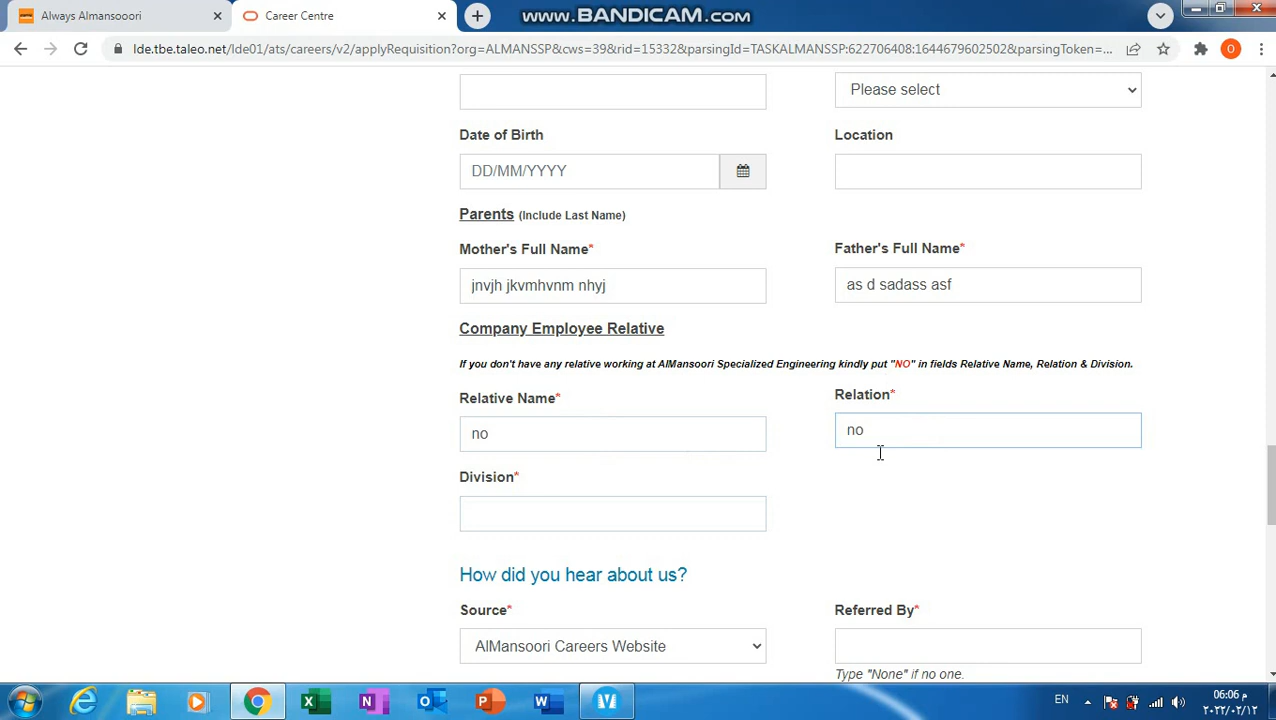 Always Almansoori
Career Centre
www.BANDICAM.com
lde.tbe.taleo.net/lde01/ats/careers/v2/applyRequisition?org=ALMANSSP&cws=39&rid=15332&parsingId=TASKALMANSSP:622706408:1644679602502&parsingToken=...
O
Please select
Date of Birth
Location
DD/MM/YYYY
Parents (Include Last Name)
Mother's Full Name*
Father's Full Name*
jnvjh jkvmhvnm nhyj
as d sadass asf
Company Employee Relative
If you don't have any relative working at AlMansoori Specialized Engineering kindly put "NO" in fields Relative Name, Relation & Division.
Relative Name*
Relation*
no
no
Division*
How did you hear about us?
Source*
Referred By*
AlMansoori Careers Website
Type "None" if no one.
EN
06:06 م
٢٠٢٢/٠٢/١٢